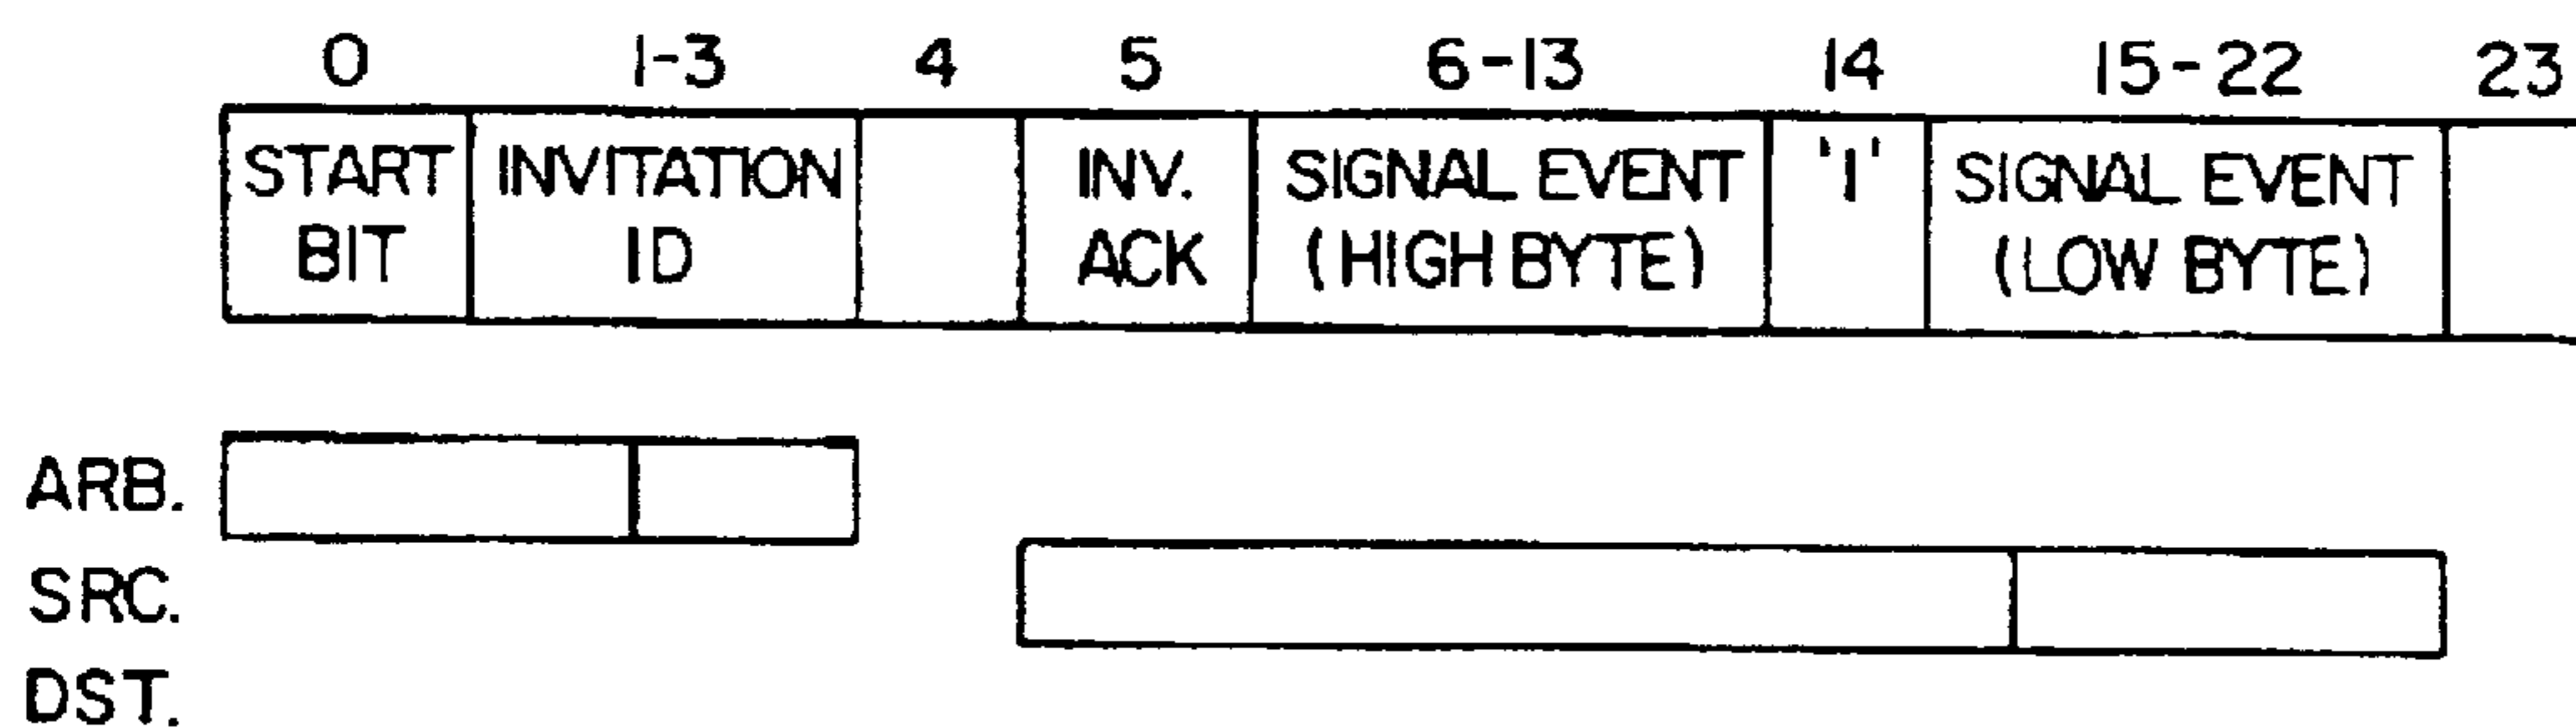 0 1-3 4 5 6-13 14 15-22 23
START INVITATION INV. SIGNAL EVENT '1' SIGNAL EVENT
BIT ID ACK (HIGH BYTE) (LOW BYTE)
ARB.
SRC.
DST.